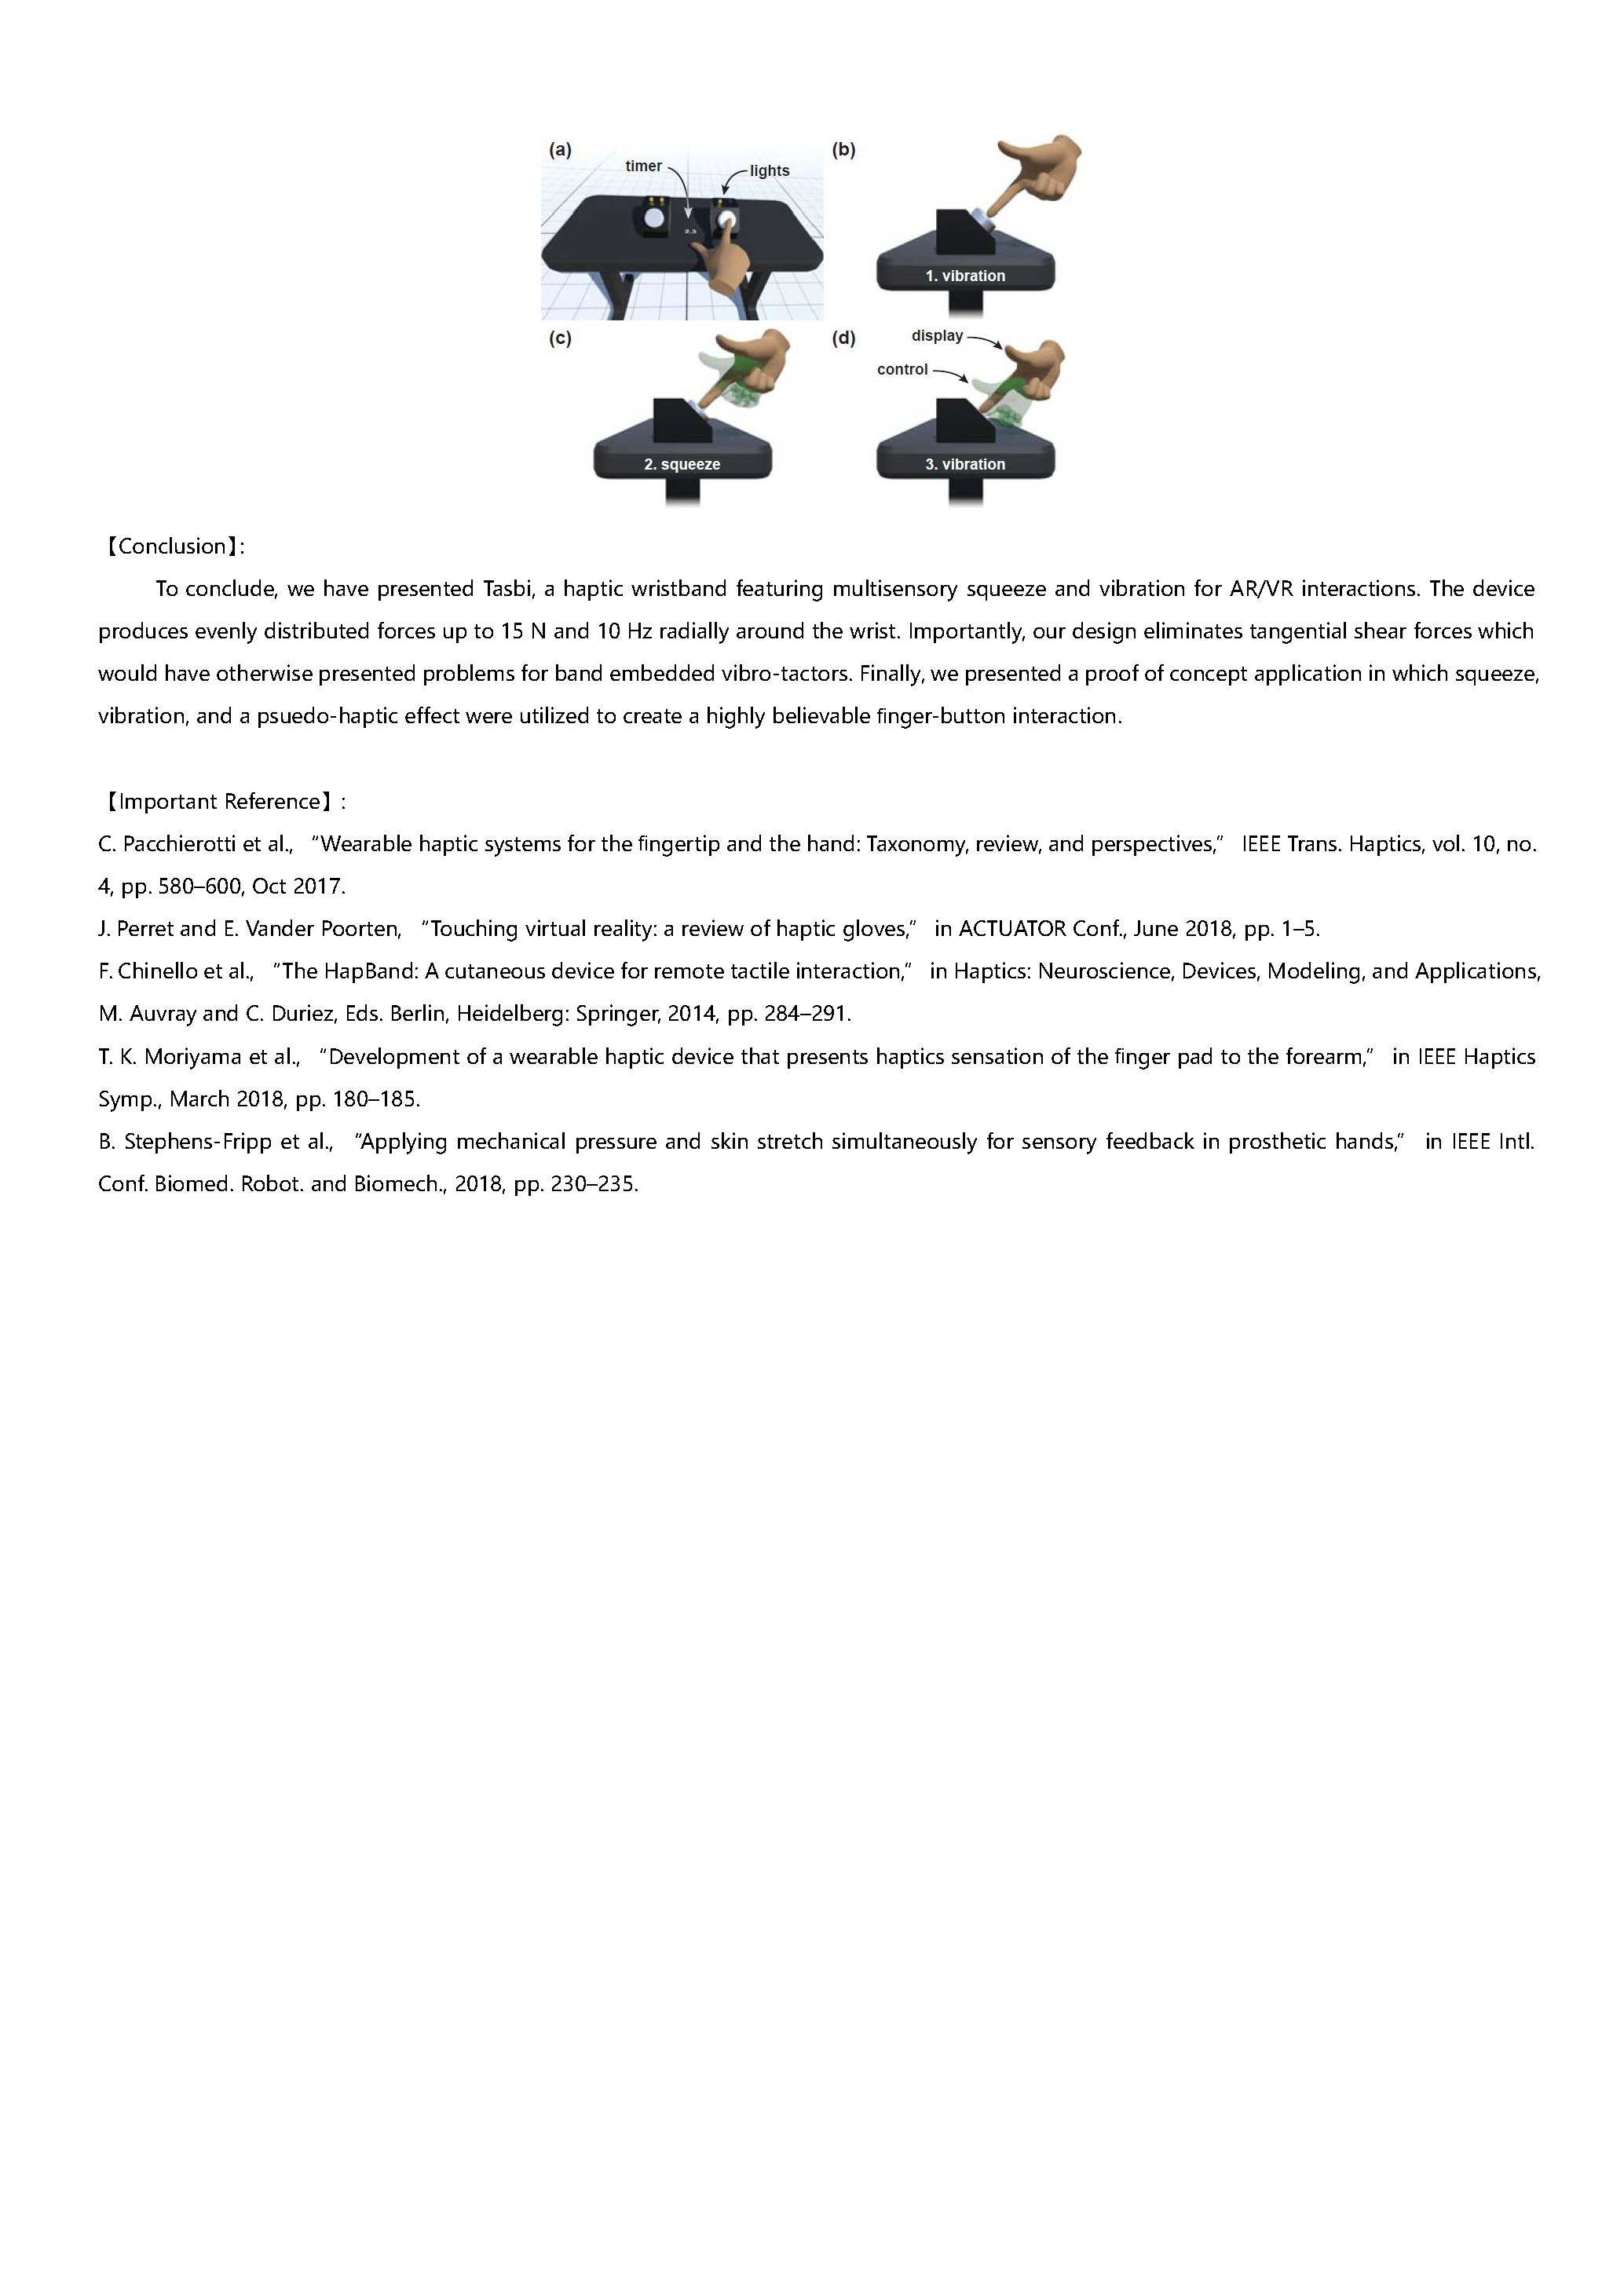 (a)
timer
lights
(b)
1. vibration
(c)
2. squeeze
(d)
display
control
3. vibration
【Conclusion】:
To conclude, we have presented Tasbi, a haptic wristband featuring multisensory squeeze and vibration for AR/VR interactions. The device
produces evenly distributed forces up to 15 N and 10 Hz radially around the wrist. Importantly, our design eliminates tangential shear forces which
would have otherwise presented problems for band embedded vibro-tactors. Finally, we presented a proof of concept application in which squeeze,
vibration, and a psuedo-haptic effect were utilized to create a highly believable finger-button interaction.
【Important Reference】:
C. Pacchierotti et al., “Wearable haptic systems for the fingertip and the hand: Taxonomy, review, and perspectives,” IEEE Trans. Haptics, vol. 10, no.
4, pp. 580–600, Oct 2017.
J. Perret and E. Vander Poorten, “Touching virtual reality: a review of haptic gloves,” in ACTUATOR Conf., June 2018, pp. 1–5.
F. Chinello et al., “The HapBand: A cutaneous device for remote tactile interaction,” in Haptics: Neuroscience, Devices, Modeling, and Applications,
M. Auvray and C. Duriez, Eds. Berlin, Heidelberg: Springer, 2014, pp. 284–291.
T. K. Moriyama et al., “Development of a wearable haptic device that presents haptics sensation of the finger pad to the forearm,” in IEEE Haptics
Symp., March 2018, pp. 180–185.
B. Stephens-Fripp et al., “Applying mechanical pressure and skin stretch simultaneously for sensory feedback in prosthetic hands,” in IEEE Intl.
Conf. Biomed. Robot. and Biomech., 2018, pp. 230–235.